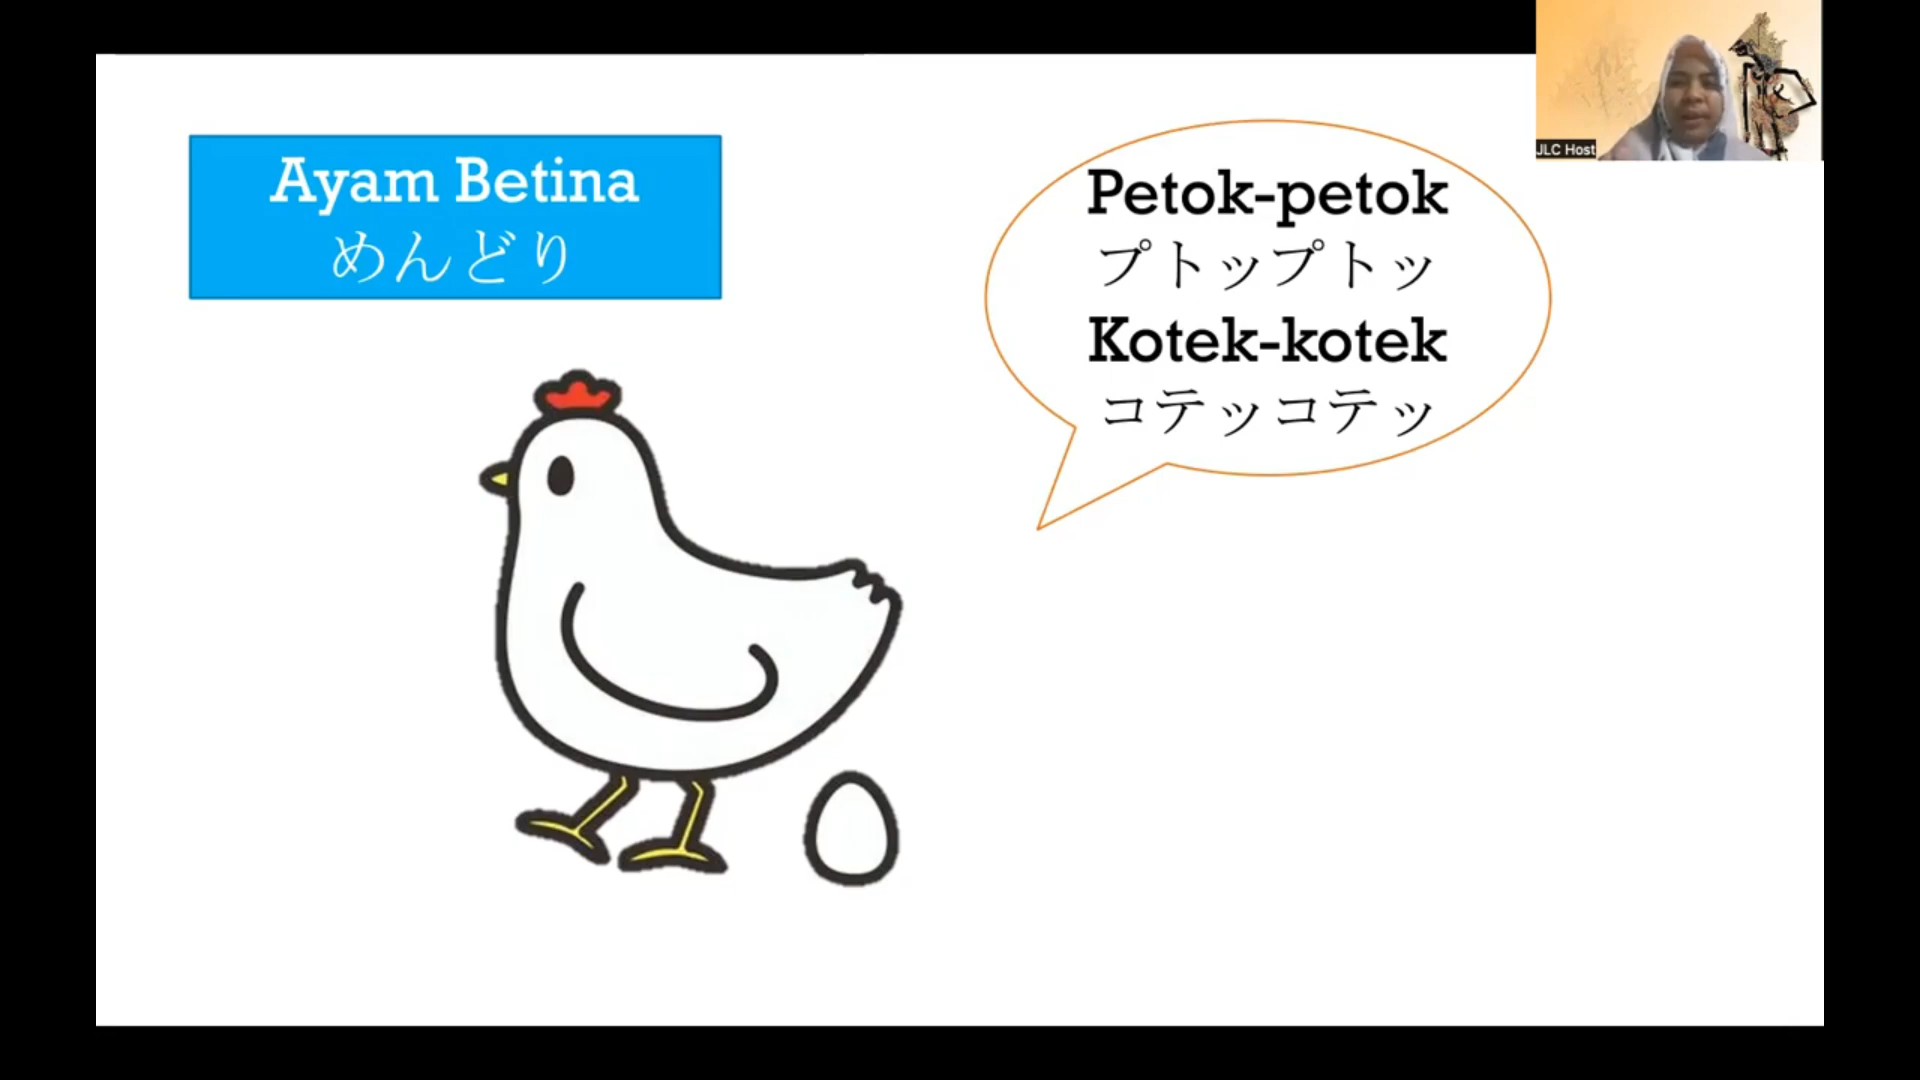 Ayam Betina
めんどり
Petok-petok
プトップトッ
Kotek-kotek
コテッコテッ
JLC Host